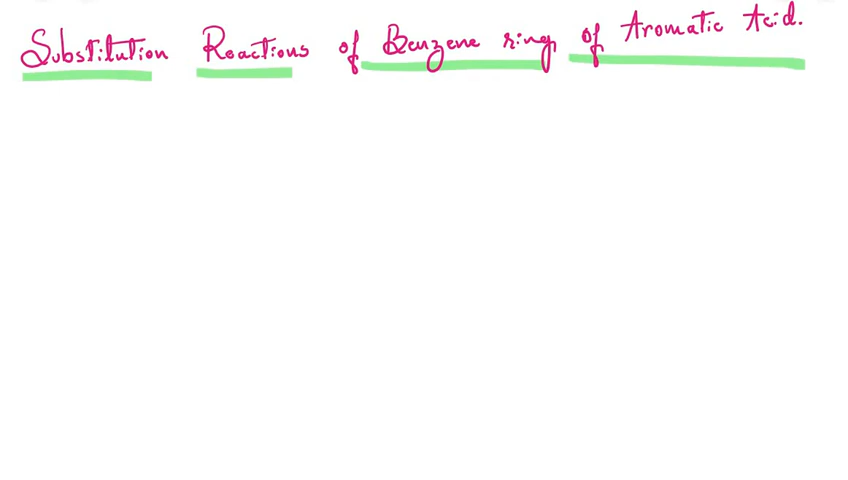 Substitution Reactions of Benzene ring of Aromatic Acid.